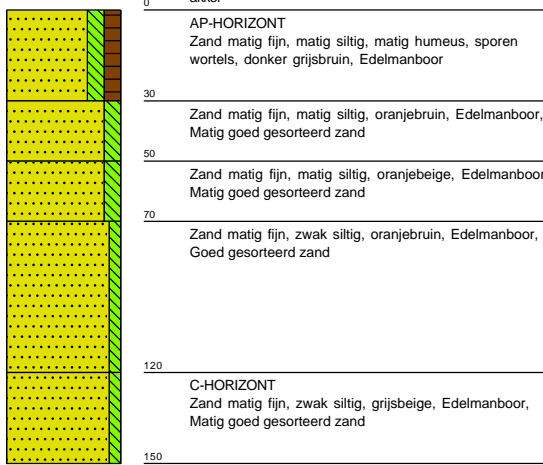 akker
0
AP-HORIZONT
Zand matig fijn, matig siltig, matig humeus, sporen
wortels, donker grijsbruin, Edelmanboor
30
Zand matig fijn, matig siltig, oranjebruin, Edelmanboor,
Matig goed gesorteerd zand
50
Zand matig fijn, matig siltig, oranjebeige, Edelmanboor
Matig goed gesorteerd zand
70
Zand matig fijn, zwak siltig, oranjebruin, Edelmanboor,
Goed gesorteerd zand
120
C-HORIZONT
Zand matig fijn, zwak siltig, grijsbeige, Edelmanboor,
Matig goed gesorteerd zand
150